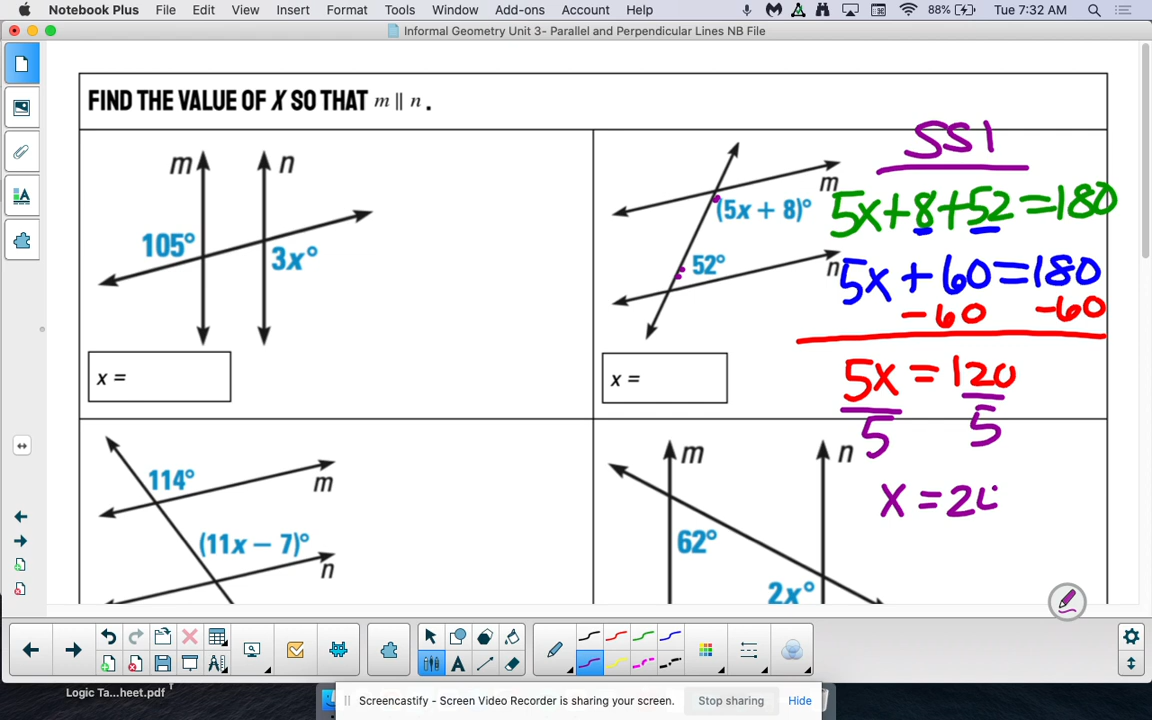 Notebook Plus File Edit View Insert Format Tools Window Add-ons Account Help 88% Tue 7:32 AM
Informal Geometry Unit 3- Parallel and Perpendicular Lines NB File
FIND THE VALUE OF X SO THAT m || n .
m n
105°
3x°
x =
m
(5x + 8)°
52°
n
x =
SSI
5x+8+52=180
5x+60=180
-60 -60
5x=120
5 5
x=24
114°
m
(11x − 7)°
n
m n
62°
2x°
Logic Ta...heet.pdf
Screencastify - Screen Video Recorder is sharing your screen. Stop sharing Hide